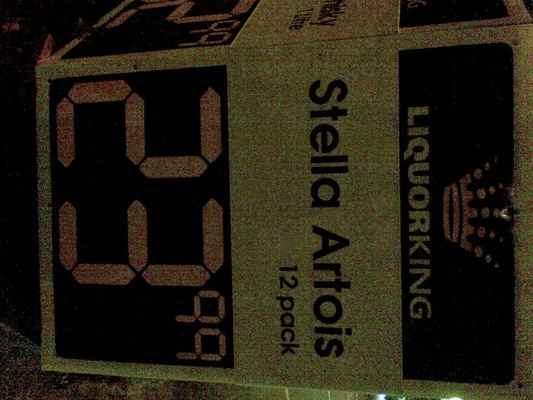 LIQUORKING
Stella Artois
12 pack
23 99